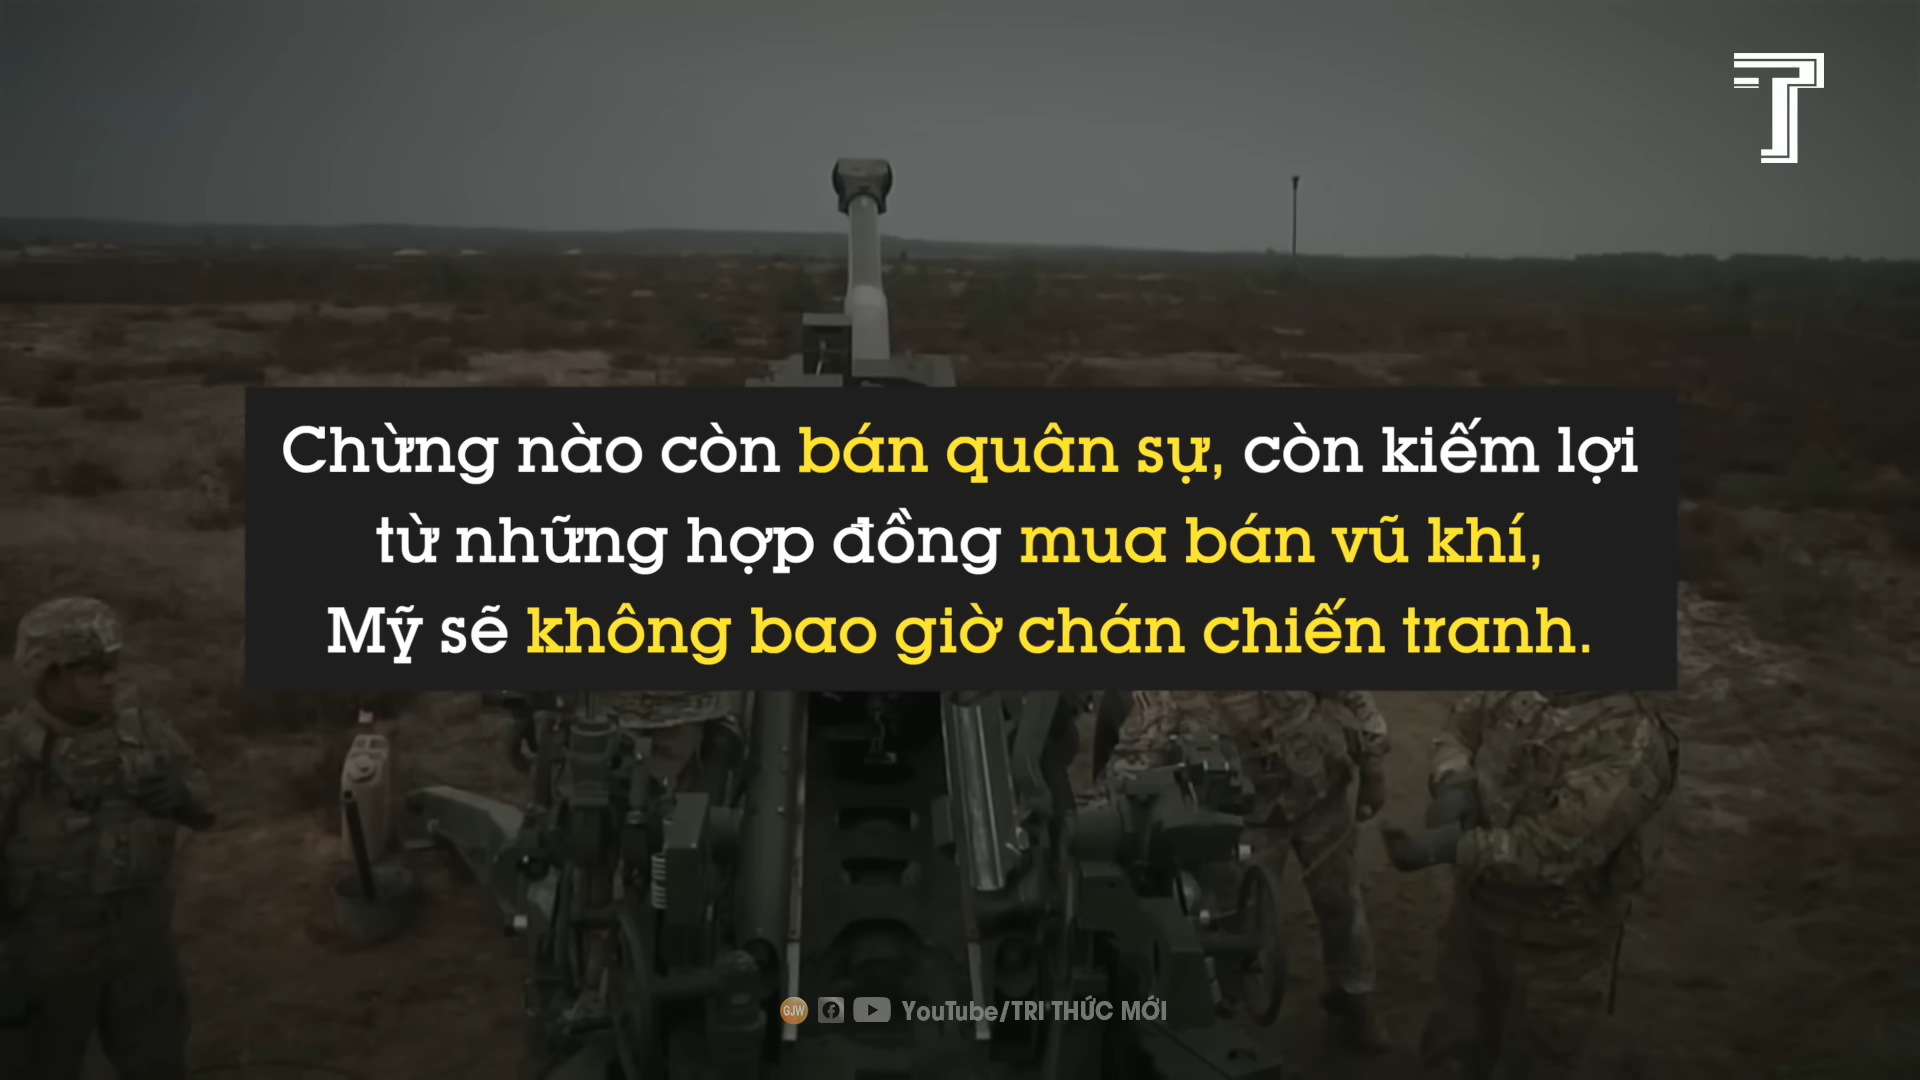 Chừng nào còn bán quân sự, còn kiếm lợi
từ những hợp đồng mua bán vũ khí,
Mỹ sẽ không bao giờ chán chiến tranh.
GJW YouTube/TRI THỨC MỚI